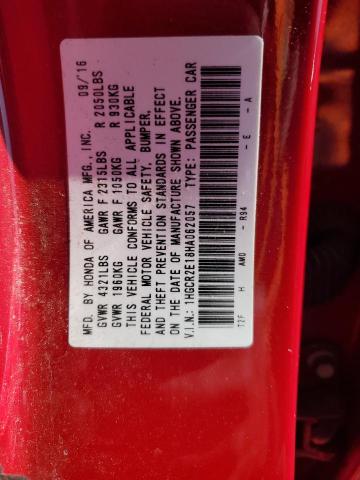 MFD. BY HONDA OF AMERICA MFG., INC. 09/16
GVWR 4321LBS GAWR F 2315LBS R 2050LBS
GVWR 1960KG GAWR F 1050KG R 930KG
THIS VEHICLE CONFORMS TO ALL APPLICABLE
FEDERAL MOTOR VEHICLE SAFETY, BUMPER,
AND THEFT PREVENTION STANDARDS IN EFFECT
ON THE DATE OF MANUFACTURE SHOWN ABOVE.
V.I.N.: 1HGCR2E18HA062057 TYPE: PASSENGER CAR
T2F H AMD - R94 - E - A